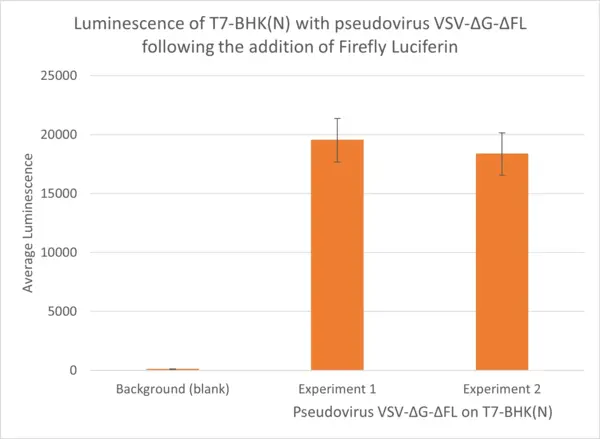 Luminescence of T7-BHK(N) with pseudovirus VSV-ΔG-ΔFL
following the addition of Firefly Luciferin
25000
20000
15000
10000
5000
0
Average Luminescence
Background (blank)
Experiment 1
Experiment 2
Pseudovirus VSV-ΔG-ΔFL on T7-BHK(N)